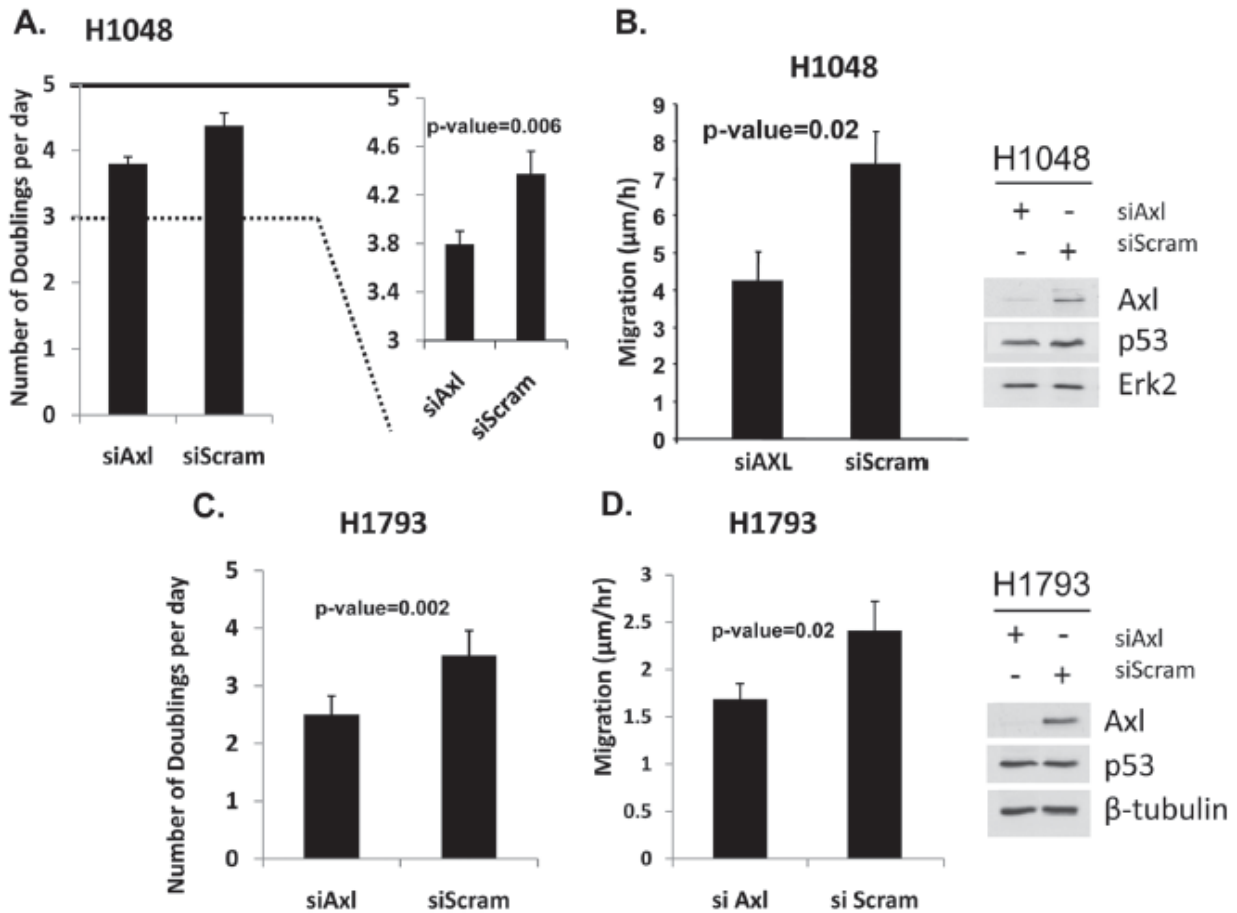 A.
H1048
Number of Doublings per day
5
4
3
2
1
0
siAxl siScram
5
4.6
4.2
3.8
3.4
3
p-value=0.006
siAxl
siScram
B.
H1048
Migration (μm/h)
9
8
7
6
5
4
3
2
1
0
p-value=0.02
siAXL siScram
H1048
+ - siAxl
- + siScram
Axl
p53
Erk2
C.
H1793
Number of Doublings per day
5
4
3
2
1
0
p-value=0.002
siAxl siScram
D.
H1793
Migration (μm/hr)
3
2.5
2
1.5
1
0.5
0
p-value=0.02
si Axl si Scram
H1793
+ - siAxl
- + siScram
Axl
p53
β-tubulin